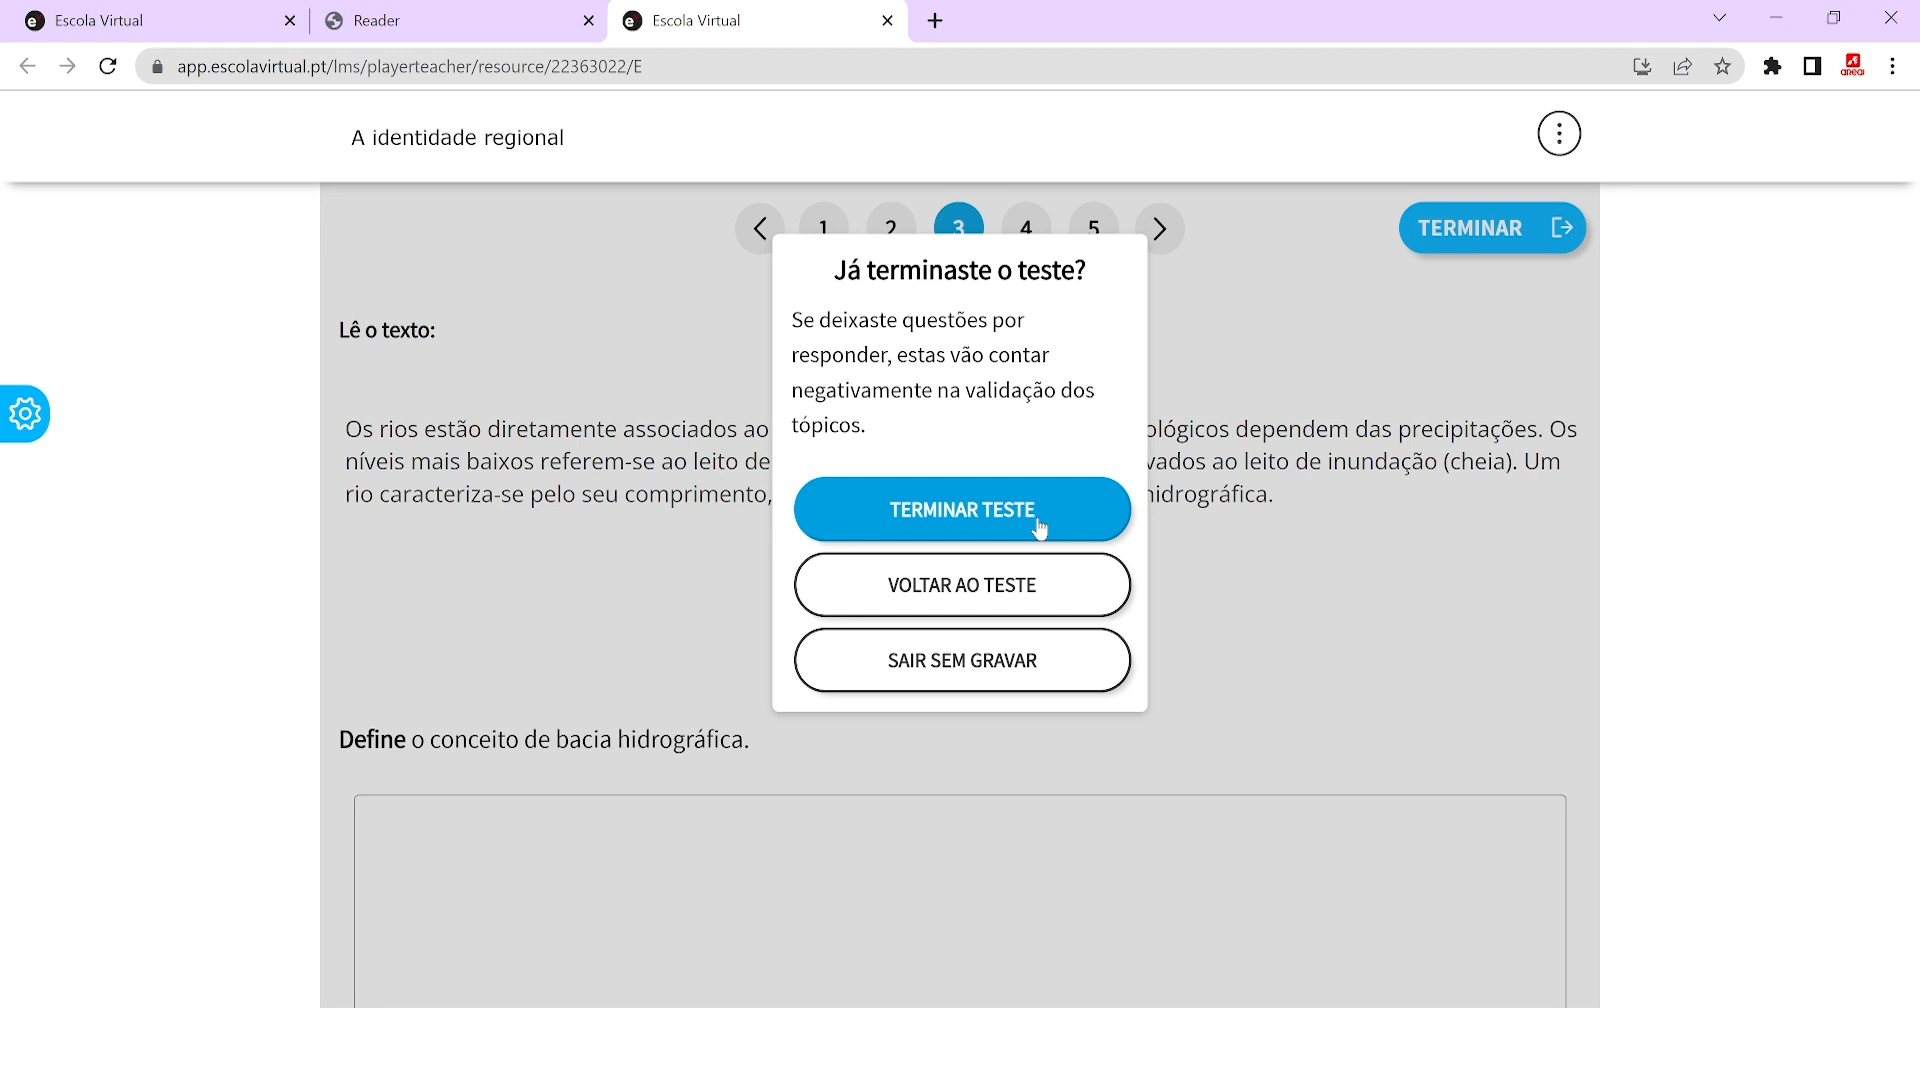 Escola Virtual
Reader
Escola Virtual
app.escolavirtual.pt/lms/playerteacher/resource/22363022/E
areal
A identidade regional
1 2 3 4 5
TERMINAR
Já terminaste o teste?
Se deixaste questões por
responder, estas vão contar
negativamente na validação dos
tópicos.
TERMINAR TESTE
VOLTAR AO TESTE
SAIR SEM GRAVAR
Lê o texto:
Os rios estão diretamente associados ao ológicos dependem das precipitações. Os
níveis mais baixos referem-se ao leito de vados ao leito de inundação (cheia). Um
rio caracteriza-se pelo seu comprimento, hidrográfica.
Define o conceito de bacia hidrográfica.